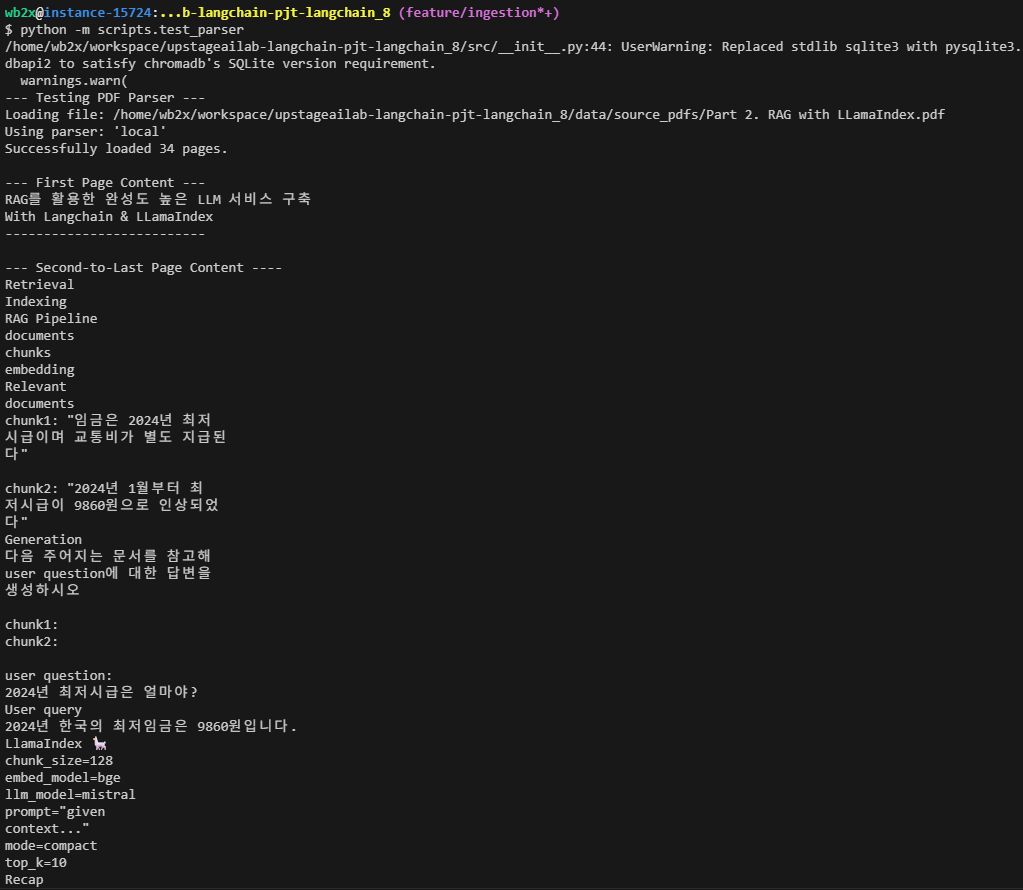 wb2x@instance-15724:...b-langchain-pjt-langchain_8 (feature/ingestion*+)
$ python -m scripts.test_parser
/home/wb2x/workspace/upstageailab-langchain-pjt-langchain_8/src/__init__.py:44: UserWarning: Replaced stdlib sqlite3 with pysqlite3.
dbapi2 to satisfy chromadb's SQLite version requirement.
  warnings.warn(
--- Testing PDF Parser ---
Loading file: /home/wb2x/workspace/upstageailab-langchain-pjt-langchain_8/data/source_pdfs/Part 2. RAG with LLamaIndex.pdf
Using parser: 'local'
Successfully loaded 34 pages.

--- First Page Content ---
RAG를 활용한 완성도 높은 LLM 서비스 구축
With Langchain & LLamaIndex
--------------------------

--- Second-to-Last Page Content ----
Retrieval
Indexing
RAG Pipeline
documents
chunks
embedding
Relevant
documents
chunk1: "임금은 2024년 최저
시급이며 교통비가 별도 지급된
다"

chunk2: "2024년 1월부터 최
저시급이 9860원으로 인상되었
다"
Generation
다음 주어지는 문서를 참고해
user question에 대한 답변을
생성하시오

chunk1:
chunk2:

user question:
2024년 최저시급은 얼마야?
User query
2024년 한국의 최저임금은 9860원입니다.
LlamaIndex 🦙
chunk_size=128
embed_model=bge
llm_model=mistral
prompt="given
context..."
mode=compact
top_k=10
Recap